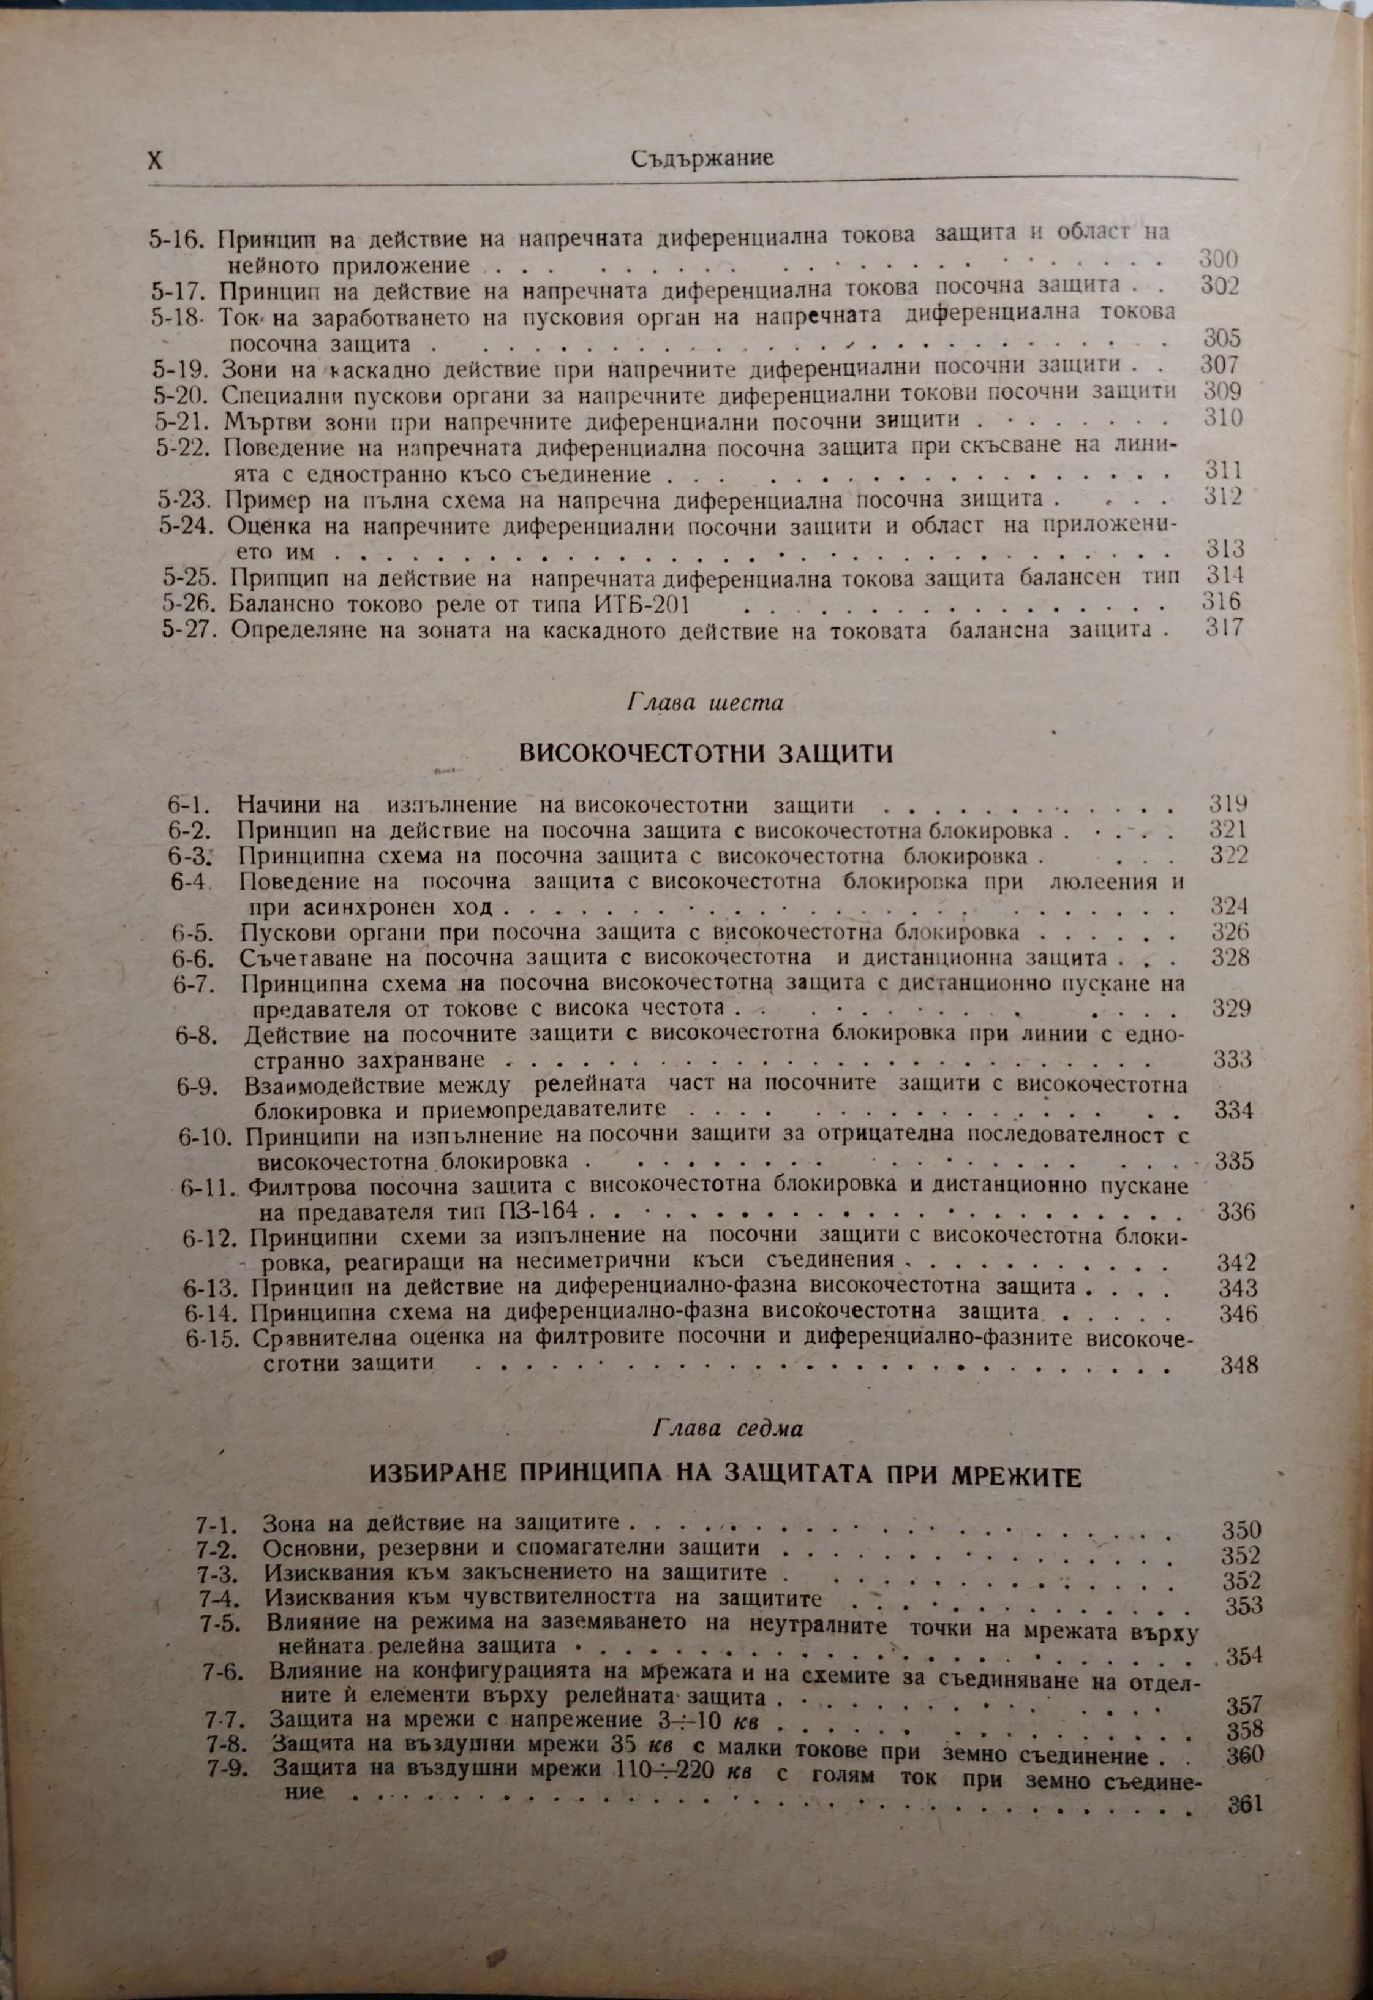 X Съдържание
5-16. Принцип на действие на напречната диференциална токова защита и област на
нейното приложение . . . . . . . . . . . . . . . . . . . . . . 300
5-17. Принцип на действие на напречната диференциална токова посочна защита . . 302
5-18. Ток на заработването на пусковия орган на напречната диференциална токова
посочна защита . . . . . . . . . . . . . . . . . . . . . . . . 305
5-19. Зони на каскадно действие при напречните диференциални посочни защити . . 307
5-20. Специални пускови органи за напречните диференциални токови посочни защити 309
5-21. Мъртви зони при напречните диференциални посочни зищити . . . . . . . . 310
5-22. Поведение на напречната диференциална посочна защита при скъсване на лини-
ята с едностранно късо съединение . . . . . . . . . . . . . . . . . . 311
5-23. Пример на пълна схема на напречна диференциална посочна зищита . . . . 312
5-24. Оценка на напречните диференциални посочни защити и област на приложени-
ето им . . . . . . . . . . . . . . . . . . . . . . . . . . . . . 313
5-25. Принцип на действие на напречната диференциална токова защита балансен тип 314
5-26. Балансно токово реле от типа ИТБ-201 . . . . . . . . . . . . . . . . 316
5-27. Определяне на зоната на каскадното действие на токовата балансна защита . 317
Глава шеста
ВИСОКОЧЕСТОТНИ ЗАЩИТИ
6-1. Начини на изпълнение на високочестотни защити . . . . . . . . . . . . 319
6-2. Принцип на действие на посочна защита с високочестотна блокировка . . . . . 321
6-3. Принципна схема на посочна защита с високочестотна блокировка . . . . 322
6-4. Поведение на посочна защита с високочестотна блокировка при люлеения и
при асинхронен ход . . . . . . . . . . . . . . . . . . . . . . . . 324
6-5. Пускови органи при посочна защита с високочестотна блокировка . . . . . . 326
6-6. Съчетаване на посочна защита с високочестотна и дистанционна защита . . . 328
6-7. Принципна схема на посочна високочестотна защита с дистанционно пускане на
предавателя от токове с висока честота . . . . . . . . . . . . . . . . 329
6-8. Действие на посочните защити с високочестотна блокировка при линии с едно-
странно захранване . . . . . . . . . . . . . . . . . . . . . . . . 333
6-9. Взаимодействие между релейната част на посочните защити с високочестотна
блокировка и приемопредавателите . . . . . . . . . . . . . . . . . . 334
6-10. Принципи на изпълнение на посочни защити за отрицателна последователност с
високочестотна блокировка . . . . . . . . . . . . . . . . . . . . . 335
6-11. Филтрова посочна защита с високочестотна блокировка и дистанционно пускане
на предавателя тип ПЗ-164 . . . . . . . . . . . . . . . . . . . . . 336
6-12. Принципни схеми за изпълнение на посочни защити с високочестотна блоки-
ровка, реагиращи на несиметрични къси съединения . . . . . . . . . . . 342
6-13. Принцип на действие на диференциално-фазна високочестотна защита . . . . 343
6-14. Принципна схема на диференциално-фазна високочестотна защита . . . . . . 346
6-15. Сравнителна оценка на филтровите посочни и диференциално-фазните високоче-
стотни защити . . . . . . . . . . . . . . . . . . . . . . . . . . 348
Глава седма
ИЗБИРАНЕ ПРИНЦИПА НА ЗАЩИТАТА ПРИ МРЕЖИТЕ
7-1. Зона на действие на защитите . . . . . . . . . . . . . . . . . . . . 350
7-2. Основни, резервни и спомагателни защити . . . . . . . . . . . . . . . 352
7-3. Изисквания към закъснението на защитите . . . . . . . . . . . . . . . 352
7-4. Изисквания към чувствителността на защитите . . . . . . . . . . . . . 353
7-5. Влияние на режима на заземяването на неутралните точки на мрежата върху
нейната релейна защита . . . . . . . . . . . . . . . . . . . . . . 354
7-6. Влияние на конфигурацията на мрежата и на схемите за съединяване на отдел-
ните ѝ елементи върху релейната защита . . . . . . . . . . . . . . . . 357
7-7. Защита на мрежи с напрежение 3÷10 кв . . . . . . . . . . . . . . . . 358
7-8. Защита на въздушни мрежи 35 кв с малки токове при земно съединение . . 360
7-9. Защита на въздушни мрежи 110÷220 кв с голям ток при земно съедине-
ние . . . . . . . . . . . . . . . . . . . . . . . . . . . . . . 361